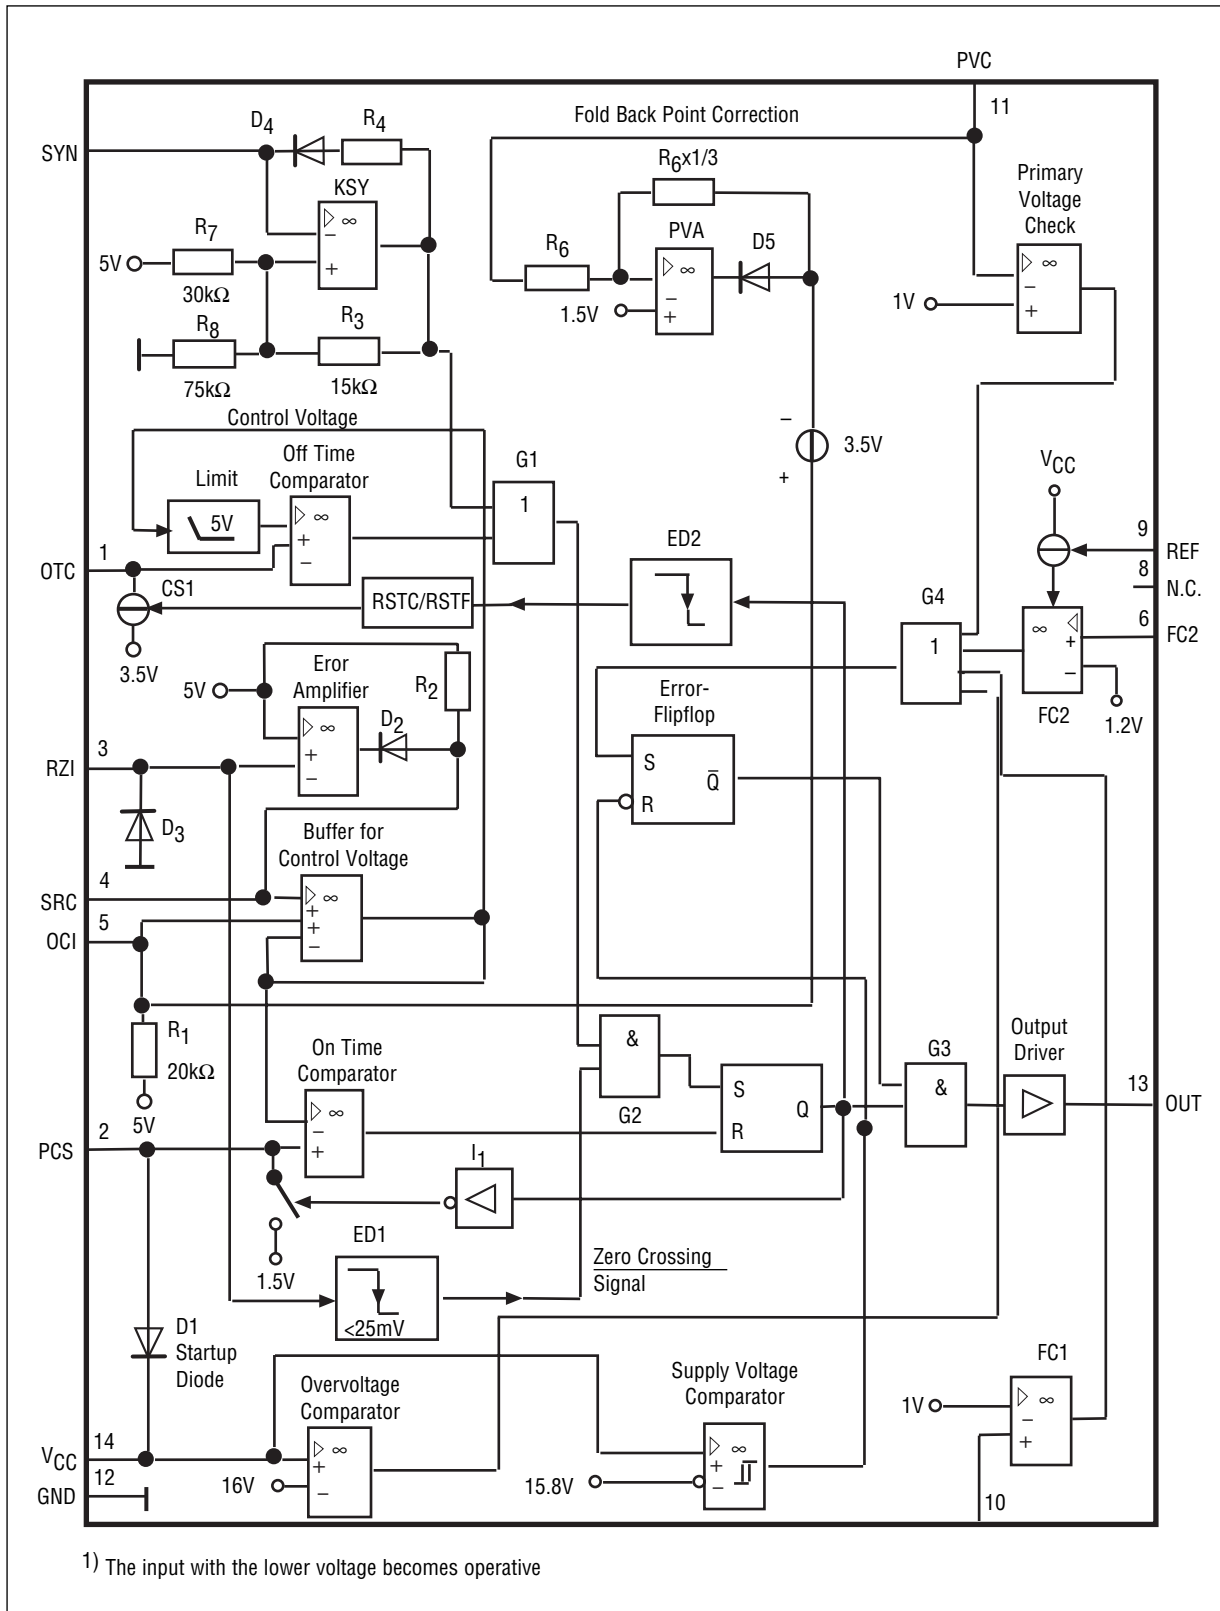 PVC
11
Fold Back Point Correction
D4
R4
SYN
R6x1/3
KSY
Primary
Voltage
Check
∞
−
+
R7
5V
30kΩ
R6
PVA
D5
∞
−
+
1.5V
∞
−
+
1V
R8
75kΩ
R3
15kΩ
Control Voltage
−
3.5V
+
Off Time
Comparator
Limit
5V
∞
+
−
G1
1
VCC
9
REF
8
N.C.
1
OTC
CS1
3.5V
RSTC/RSTF
ED2
G4
1
∞
+
−
6
FC2
FC2
1.2V
5V
Eror
Amplifier
R2
∞
+
−
D2
Error-
Flipflop
S
Q̅
R
3
RZI
D3
Buffer for
Control Voltage
∞
+
+
−
4
SRC
5
OCI
R1
20kΩ
5V
On Time
Comparator
∞
−
+
&
G2
S
Q
R
G3
&
Output
Driver
13
OUT
2
PCS
I1
1.5V
ED1
<25mV
Zero Crossing
Signal
D1
Startup
Diode
Overvoltage
Comparator
∞
+
−
16V
Supply Voltage
Comparator
∞
+
−
15.8V
FC1
1V
∞
−
+
10
14
VCC
12
GND
1) The input with the lower voltage becomes operative